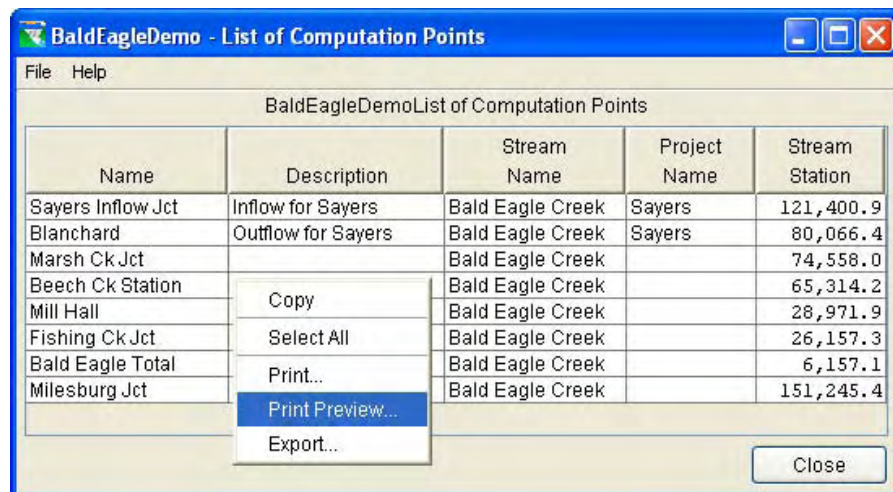 BaldEagleDemo - List of Computation Points
File Help
BaldEagleDemoList of Computation Points
Name Description Stream Name Project Name Stream Station
Sayers Inflow Jct Inflow for Sayers Bald Eagle Creek Sayers 121,400.9
Blanchard Outflow for Sayers Bald Eagle Creek Sayers 80,066.4
Marsh Ck Jct Bald Eagle Creek 74,558.0
Beech Ck Station Bald Eagle Creek 65,314.2
Mill Hall Bald Eagle Creek 28,971.9
Fishing Ck Jct Bald Eagle Creek 26,157.3
Bald Eagle Total Bald Eagle Creek 6,157.1
Milesburg Jct Bald Eagle Creek 151,245.4
Copy
Select All
Print...
Print Preview...
Export...
Close